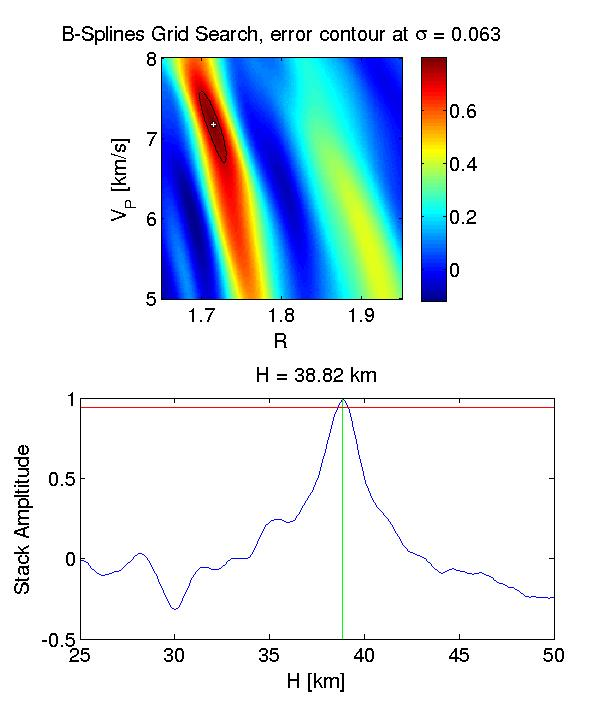 B-Splines Grid Search, error contour at σ = 0.063
8
7
6
5
V_P [km/s]
1.7 1.8 1.9
R
0.6
0.4
0.2
0
H = 38.82 km
1
0.5
0
-0.5
Stack Ampltitude
25 30 35 40 45 50
H [km]